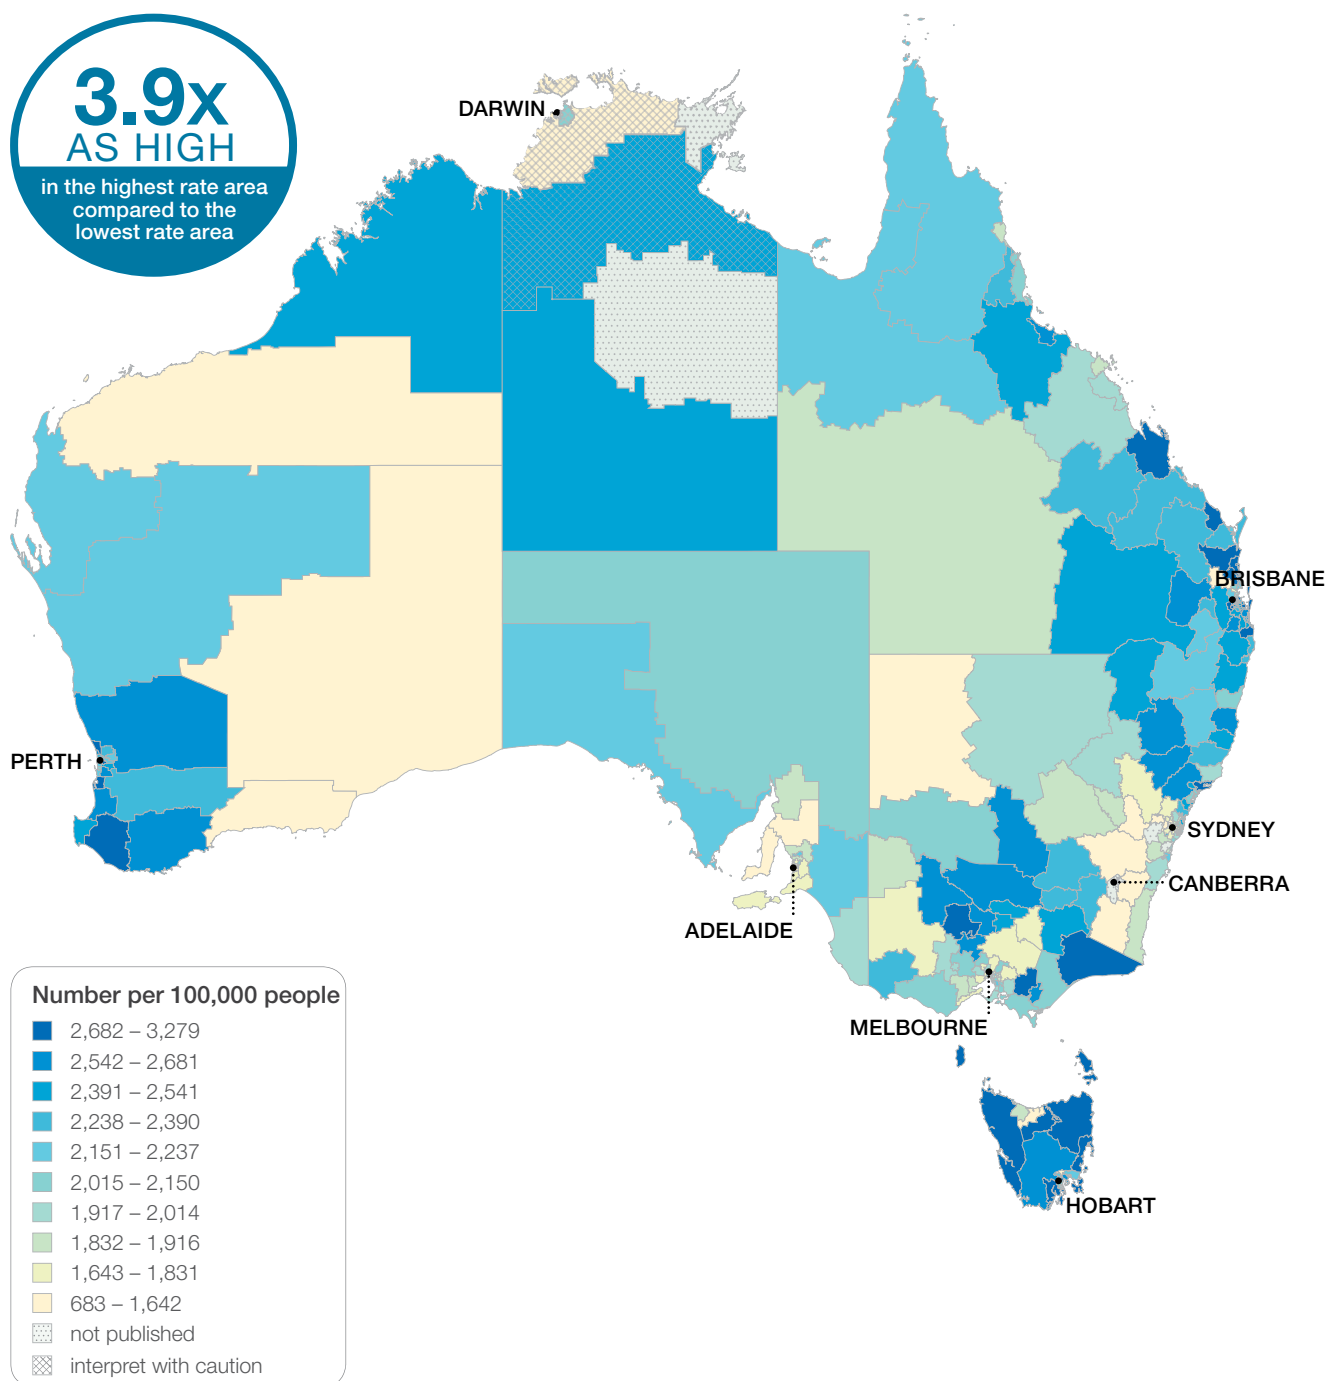 3.9x
AS HIGH
in the highest rate area
compared to the
lowest rate area
DARWIN
BRISBANE
PERTH
SYDNEY
CANBERRA
ADELAIDE
MELBOURNE
HOBART
Number per 100,000 people
2,682 – 3,279
2,542 – 2,681
2,391 – 2,541
2,238 – 2,390
2,151 – 2,237
2,015 – 2,150
1,917 – 2,014
1,832 – 1,916
1,643 – 1,831
683 – 1,642
not published
interpret with caution